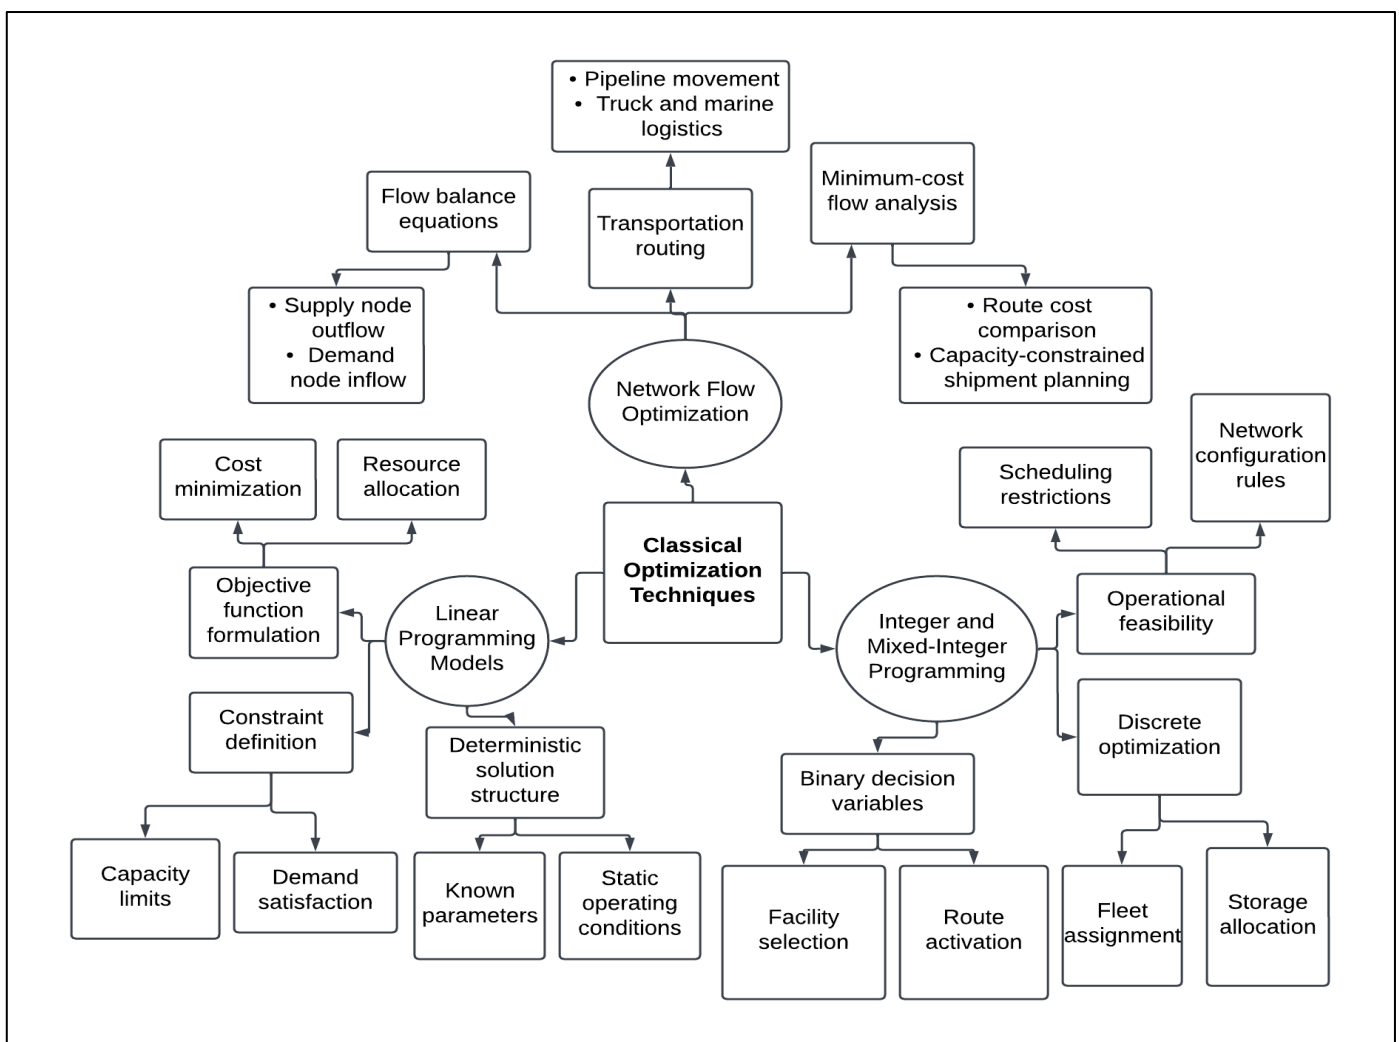 • Pipeline movement
• Truck and marine
logistics
Minimum-cost
flow analysis
Flow balance
equations
Transportation
routing
• Supply node
outflow
• Demand
node inflow
• Route cost
comparison
• Capacity-constrained
shipment planning
Network Flow
Optimization
Network
configuration
rules
Cost
minimization
Resource
allocation
Scheduling
restrictions
Classical
Optimization
Techniques
Objective
function
formulation
Linear
Programming
Models
Integer and
Mixed-Integer
Programming
Operational
feasibility
Constraint
definition
Deterministic
solution
structure
Binary decision
variables
Discrete
optimization
Capacity
limits
Demand
satisfaction
Known
parameters
Static
operating
conditions
Facility
selection
Route
activation
Fleet
assignment
Storage
allocation